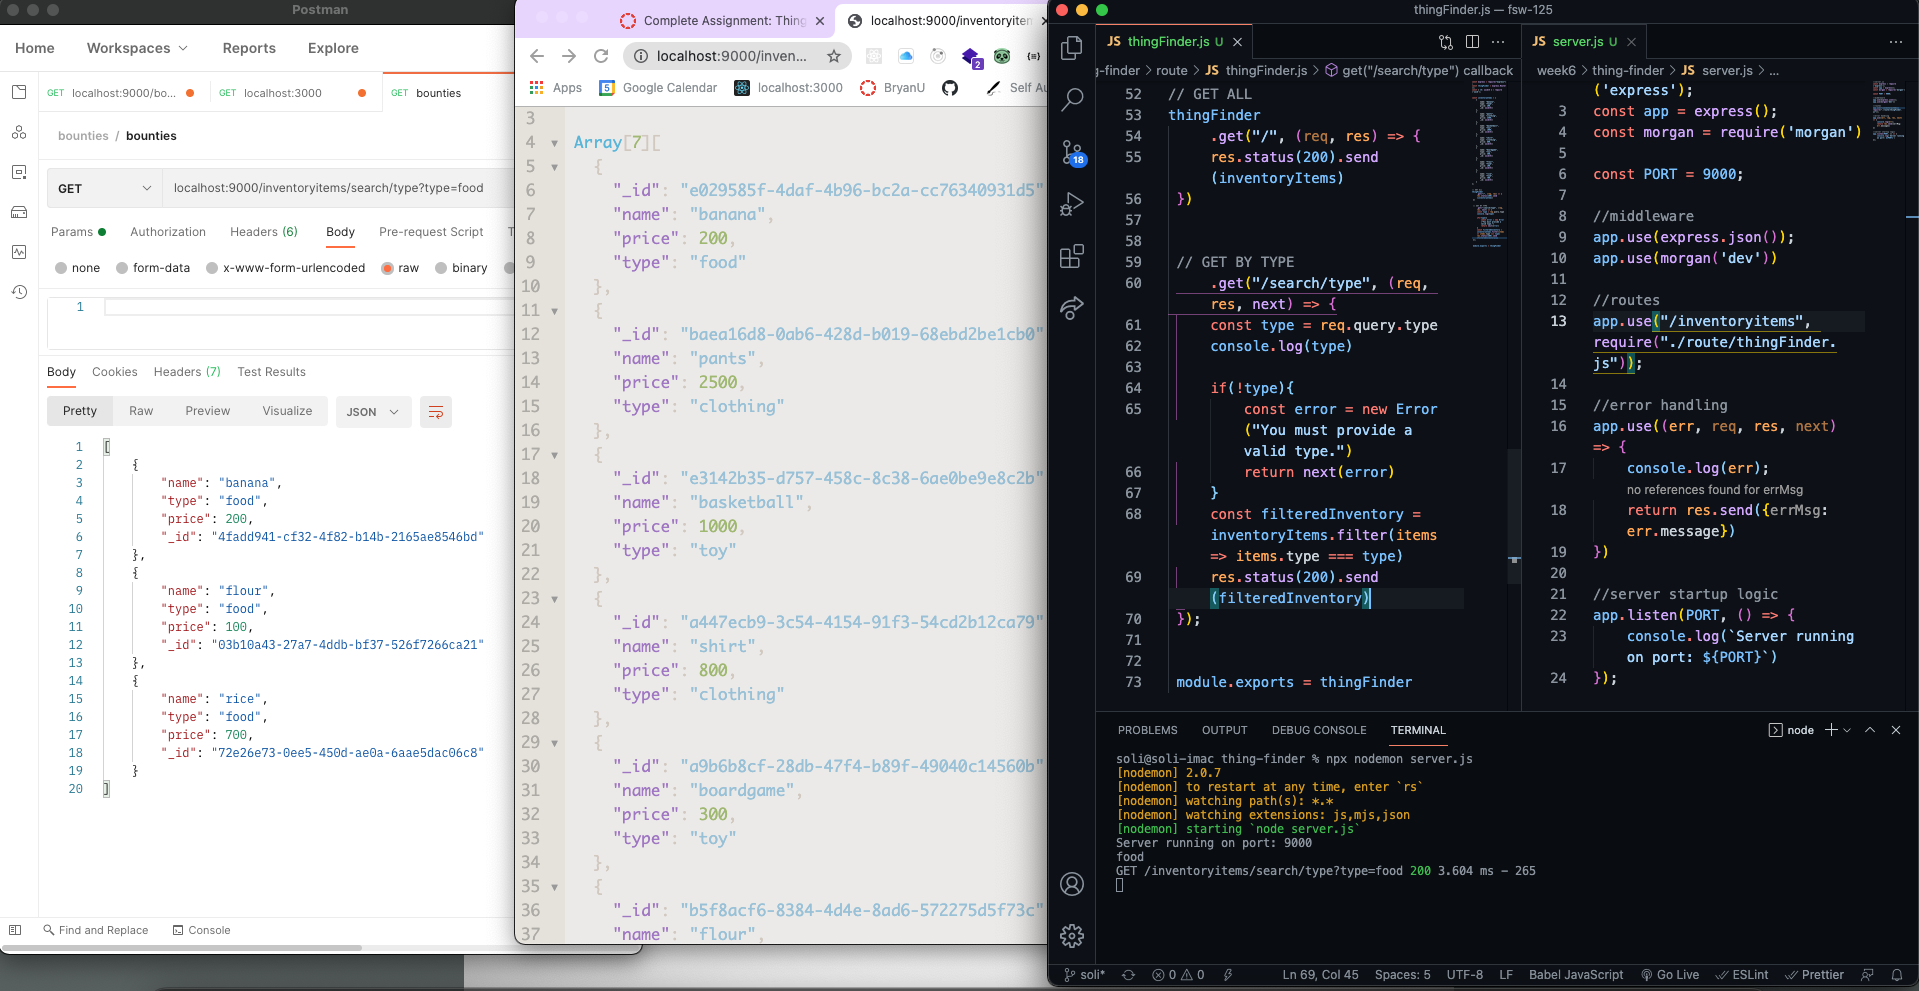 Postman
Home
Workspaces
Reports
Explore
GET localhost:9000/bo...
GET localhost:3000
GET bounties
bounties / bounties
GET
localhost:9000/inventoryitems/search/type?type=food
Params
Authorization
Headers (6)
Body
Pre-request Script
T
none
form-data
x-www-form-urlencoded
raw
binary
1
Body
Cookies
Headers (7)
Test Results
Pretty
Raw
Preview
Visualize
JSON
1 [
2 {
3 "name": "banana",
4 "type": "food",
5 "price": 200,
6 "_id": "4fadd941-cf32-4f82-b14b-2165ae8546bd"
7 },
8 {
9 "name": "flour",
10 "type": "food",
11 "price": 100,
12 "_id": "03b10a43-27a7-4ddb-bf37-526f7266ca21"
13 },
14 {
15 "name": "rice",
16 "type": "food",
17 "price": 700,
18 "_id": "72e26e73-0ee5-450d-ae0a-6aae5dac06c8"
19 }
20 ]
Find and Replace
Console
Complete Assignment: Thing
localhost:9000/inventoryitem
localhost:9000/inven...
2
Apps
Google Calendar
localhost:3000
BryanU
Self Au
3
4 Array[7][
5 {
6 "_id": "e029585f-4daf-4b96-bc2a-cc76340931d5"
7 "name": "banana",
8 "price": 200,
9 "type": "food"
10 },
11 {
12 "_id": "baea16d8-0ab6-428d-b019-68ebd2be1cb0"
13 "name": "pants",
14 "price": 2500,
15 "type": "clothing"
16 },
17 {
18 "_id": "e3142b35-d757-458c-8c38-6ae0be9e8c2b"
19 "name": "basketball",
20 "price": 1000,
21 "type": "toy"
22 },
23 {
24 "_id": "a447ecb9-3c54-4154-91f3-54cd2b12ca79"
25 "name": "shirt",
26 "price": 800,
27 "type": "clothing"
28 },
29 {
30 "_id": "a9b6b8cf-28db-47f4-b89f-49040c14560b"
31 "name": "boardgame",
32 "price": 300,
33 "type": "toy"
34 },
35 {
36 "_id": "b5f8acf6-8384-4d4e-8ad6-572275d5f73c"
37 "name": "flour",
thingFinder.js — fsw-125
JS thingFinder.js U
g-finder > route > JS thingFinder.js > get("/search/type") callback
18
52 // GET ALL
53 thingFinder
54 .get("/", (req, res) => {
55 res.status(200).send
(inventoryItems)
56 })
57
58
59 // GET BY TYPE
60 .get("/search/type", (req,
res, next) => {
61 const type = req.query.type
62 console.log(type)
63
64 if(!type){
65 const error = new Error
("You must provide a
valid type.")
66 return next(error)
67 }
68 const filteredInventory =
inventoryItems.filter(items
=> items.type === type)
69 res.status(200).send
(filteredInventory)
70 });
71
72
73 module.exports = thingFinder
JS server.js U
week6 > thing-finder > JS server.js > ...
('express');
3 const app = express();
4 const morgan = require('morgan')
5
6 const PORT = 9000;
7
8 //middleware
9 app.use(express.json());
10 app.use(morgan('dev'))
11
12 //routes
13 app.use("/inventoryitems",
require("./route/thingFinder.
js"));
14
15 //error handling
16 app.use((err, req, res, next)
=> {
17 console.log(err);
no references found for errMsg
18 return res.send({errMsg:
err.message})
19 })
20
21 //server startup logic
22 app.listen(PORT, () => {
23 console.log(`Server running
on port: ${PORT}`)
24 });
PROBLEMS
OUTPUT
DEBUG CONSOLE
TERMINAL
node
soli@soli-imac thing-finder % npx nodemon server.js
[nodemon] 2.0.7
[nodemon] to restart at any time, enter `rs`
[nodemon] watching path(s): *.*
[nodemon] watching extensions: js,mjs,json
[nodemon] starting `node server.js`
Server running on port: 9000
food
GET /inventoryitems/search/type?type=food 200 3.604 ms - 265
soli*
0
0
Ln 69, Col 45
Spaces: 5
UTF-8
LF
Babel JavaScript
Go Live
ESLint
Prettier